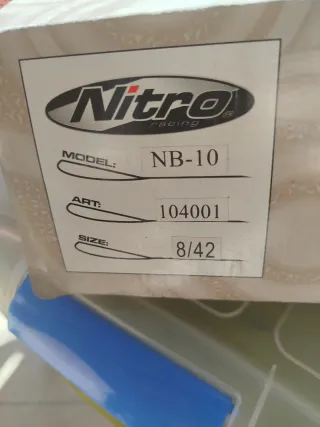 Nitro®
racing
MODEL: NB-10
ART: 104001
SIZE: 8/42